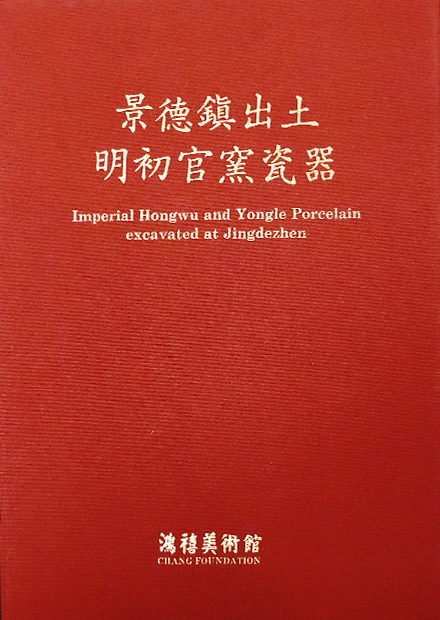 景德鎮出土
明初官窯瓷器
Imperial Hongwu and Yongle Porcelain
excavated at Jingdezhen
鴻禧美術館
CHANG FOUNDATION